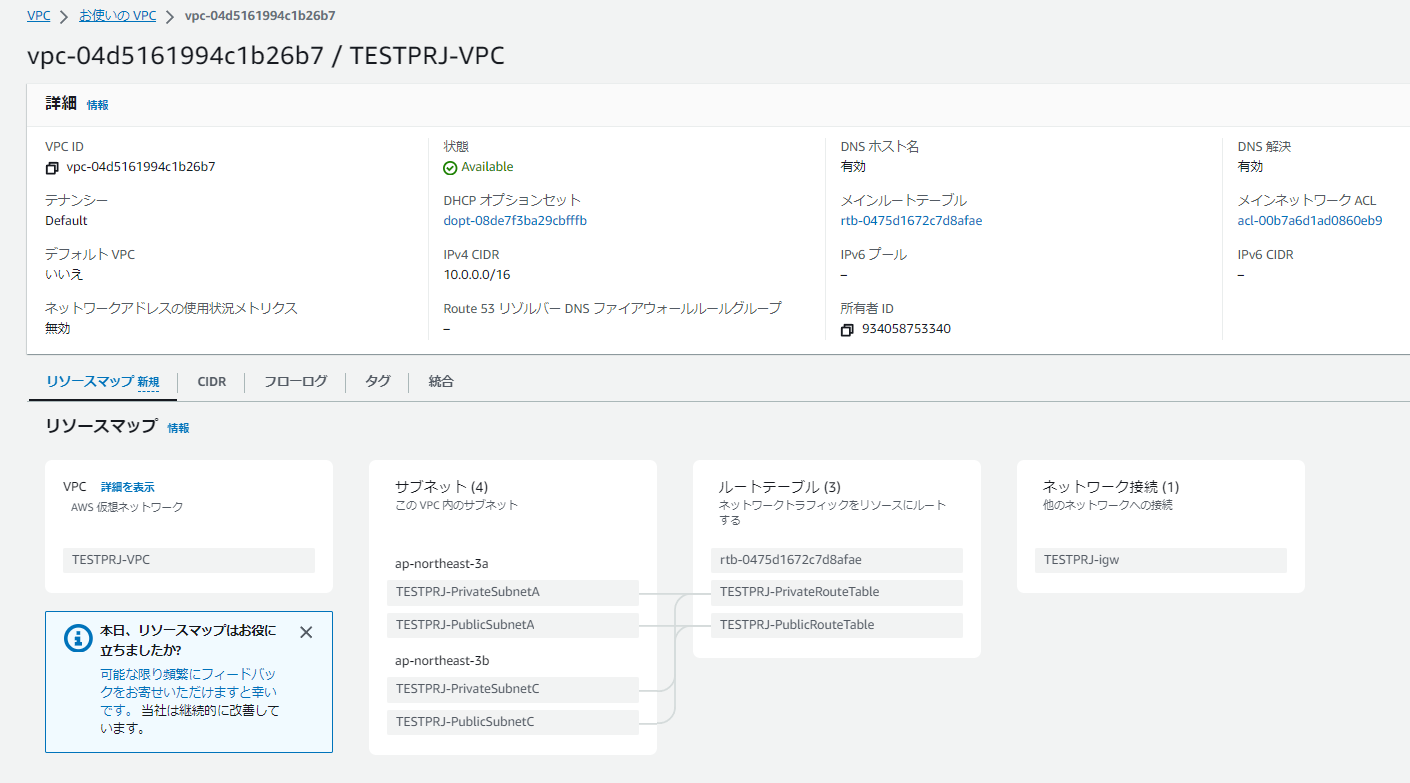 VPC > お使いの VPC > vpc-04d5161994c1b26b7
vpc-04d5161994c1b26b7 / TESTPRJ-VPC
詳細 情報
VPC ID
vpc-04d5161994c1b26b7
状態
Available
DNS ホスト名
有効
DNS 解決
有効
テナンシー
Default
DHCP オプションセット
dopt-08de7f3ba29cbfffb
メインルートテーブル
rtb-0475d1672c7d8afae
メインネットワーク ACL
acl-00b7a6d1ad0860eb9
デフォルト VPC
いいえ
IPv4 CIDR
10.0.0.0/16
IPv6 プール
–
IPv6 CIDR
–
ネットワークアドレスの使用状況メトリクス
無効
Route 53 リゾルバー DNS ファイアウォールルールグループ
–
所有者 ID
934058753340
リソースマップ 新規 CIDR フローログ タグ 統合
リソースマップ 情報
VPC 詳細を表示
AWS 仮想ネットワーク
TESTPRJ-VPC
本日、リソースマップはお役に
立ちましたか?
可能な限り頻繁にフィードバッ
クをお寄せいただけますと幸い
です。 当社は継続的に改善して
います。
サブネット (4)
この VPC 内のサブネット
ap-northeast-3a
TESTPRJ-PrivateSubnetA
TESTPRJ-PublicSubnetA
ap-northeast-3b
TESTPRJ-PrivateSubnetC
TESTPRJ-PublicSubnetC
ルートテーブル (3)
ネットワークトラフィックをリソースにルート
する
rtb-0475d1672c7d8afae
TESTPRJ-PrivateRouteTable
TESTPRJ-PublicRouteTable
ネットワーク接続 (1)
他のネットワークへの接続
TESTPRJ-igw